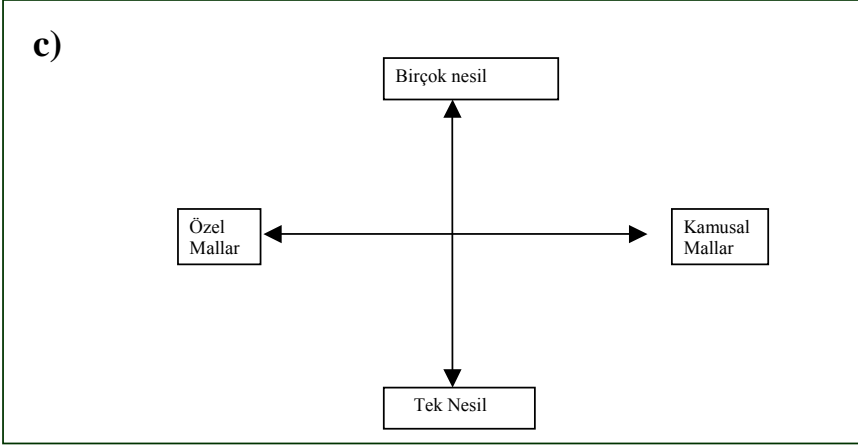 c)
Birçok nesil
Özel
Mallar
Kamusal
Mallar
Tek Nesil